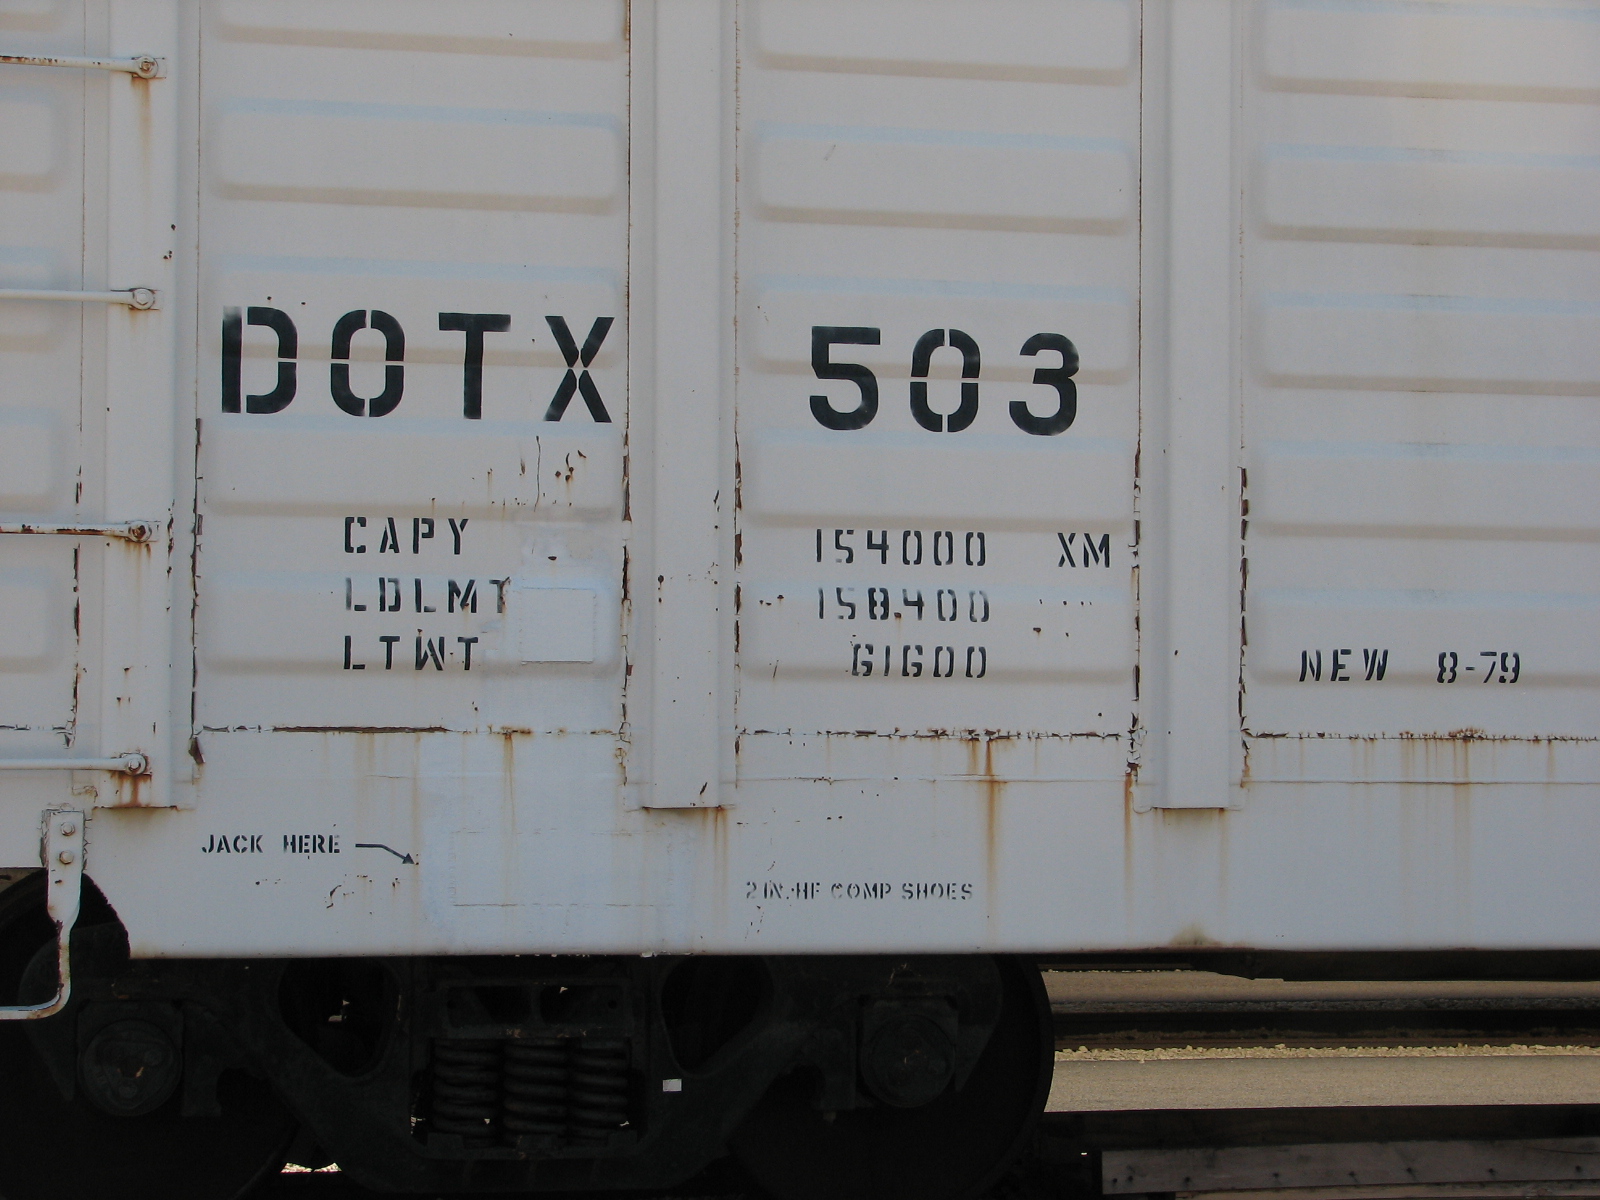 DOTX 503
CAPY 154000 XM
LDLMT 158400
LTWT 61600
NEW 8-79
JACK HERE
2 IN. HF COMP SHOES